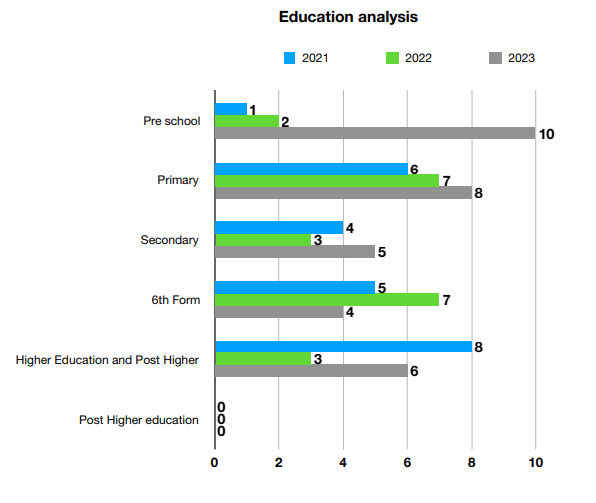 Education analysis
2021 2022 2023
Pre school
1
2
10
Primary
6
7
8
Secondary
4
3
5
6th Form
5
7
4
Higher Education and Post Higher
8
3
6
Post Higher education
0
0
0
0 2 4 6 8 10